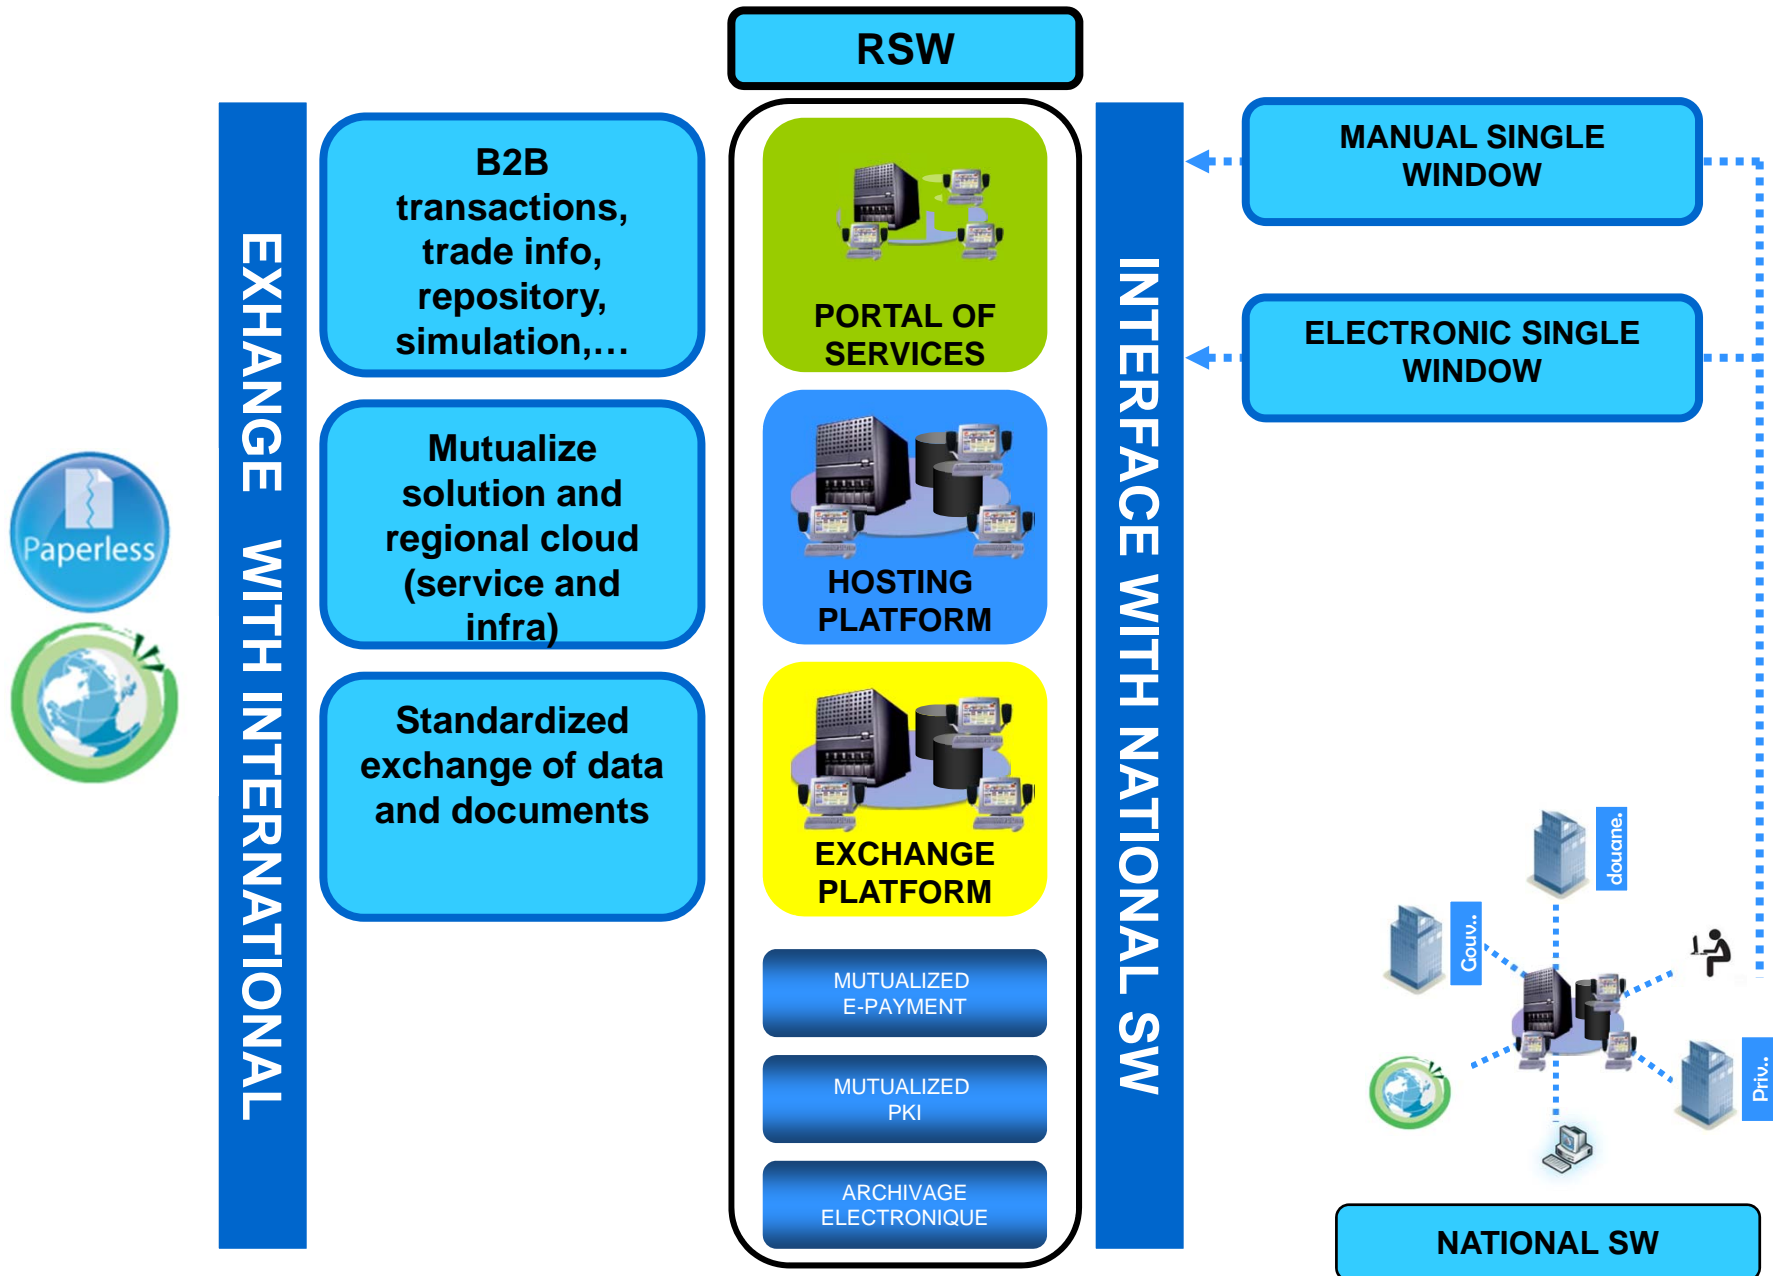 RSW
EXHANGE WITH INTERNATIONAL
B2B
transactions,
trade info,
repository,
simulation,...
Mutualize
solution and
regional cloud
(service and
infra)
Standardized
exchange of data
and documents
Paperless
PORTAL OF
SERVICES
HOSTING
PLATFORM
EXCHANGE
PLATFORM
MUTUALIZED
E-PAYMENT
MUTUALIZED
PKI
ARCHIVAGE
ELECTRONIQUE
INTERFACE WITH NATIONAL SW
MANUAL SINGLE
WINDOW
ELECTRONIC SINGLE
WINDOW
douane.
Gouv..
Priv..
NATIONAL SW